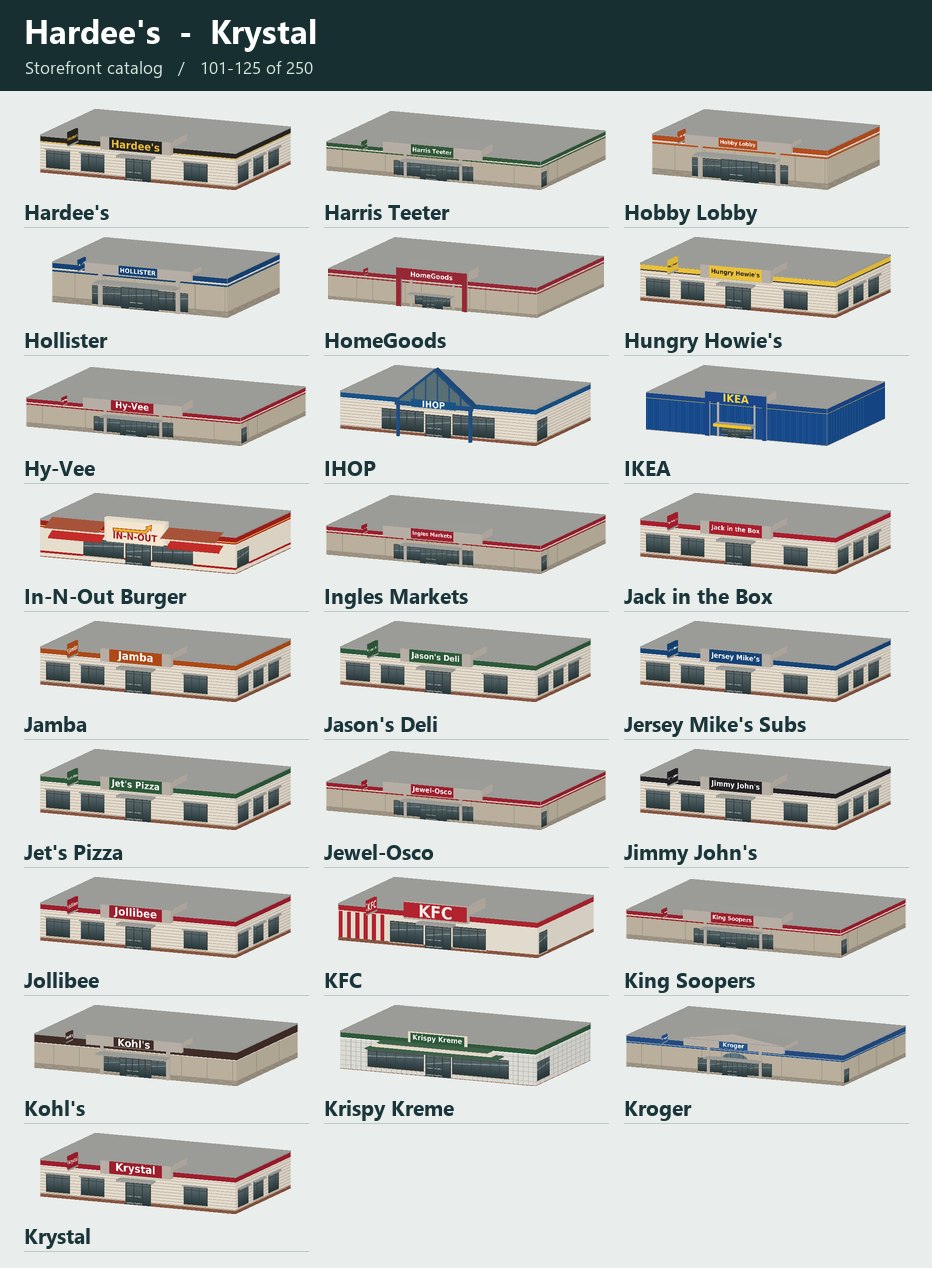 Hardee's - Krystal
Storefront catalog / 101-125 of 250
Hardee's
Harris Teeter
Hobby Lobby
Hardee's
Harris Teeter
Hobby Lobby
HOLLISTER
HomeGoods
Hungry Howie's
Hollister
HomeGoods
Hungry Howie's
Hy-Vee
IHOP
IKEA
Hy-Vee
IHOP
IKEA
IN-N-OUT
Ingles Markets
Jack in the Box
In-N-Out Burger
Ingles Markets
Jack in the Box
Jamba
Jason's Deli
Jersey Mike's
Jamba
Jason's Deli
Jersey Mike's Subs
Jet's Pizza
Jewel-Osco
Jimmy John's
Jet's Pizza
Jewel-Osco
Jimmy John's
Jollibee
KFC
KFC
King Soopers
Jollibee
KFC
King Soopers
Kohl's
Krispy Kreme
Kroger
Kohl's
Krispy Kreme
Kroger
Krystal
Krystal